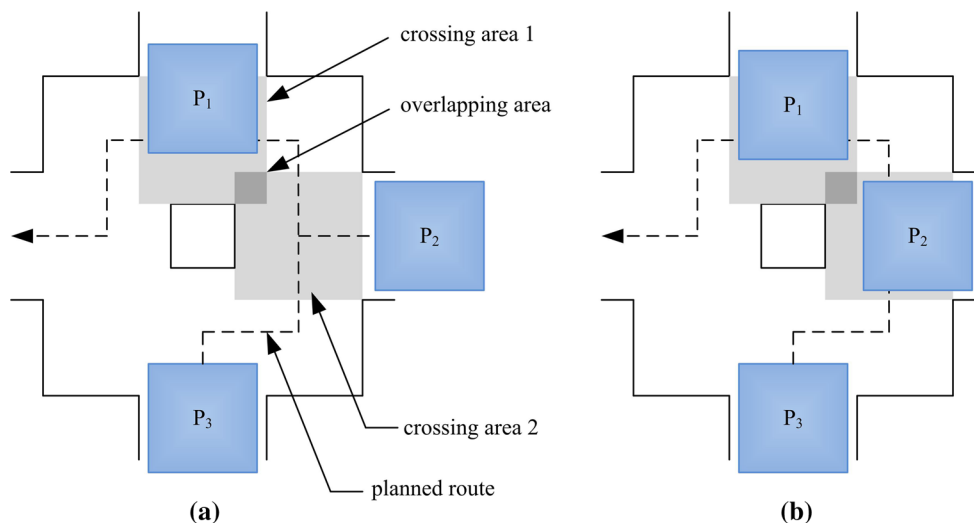 crossing area 1
P1
P1
overlapping area
P2
P2
P3
P3
crossing area 2
planned route
(a)
(b)